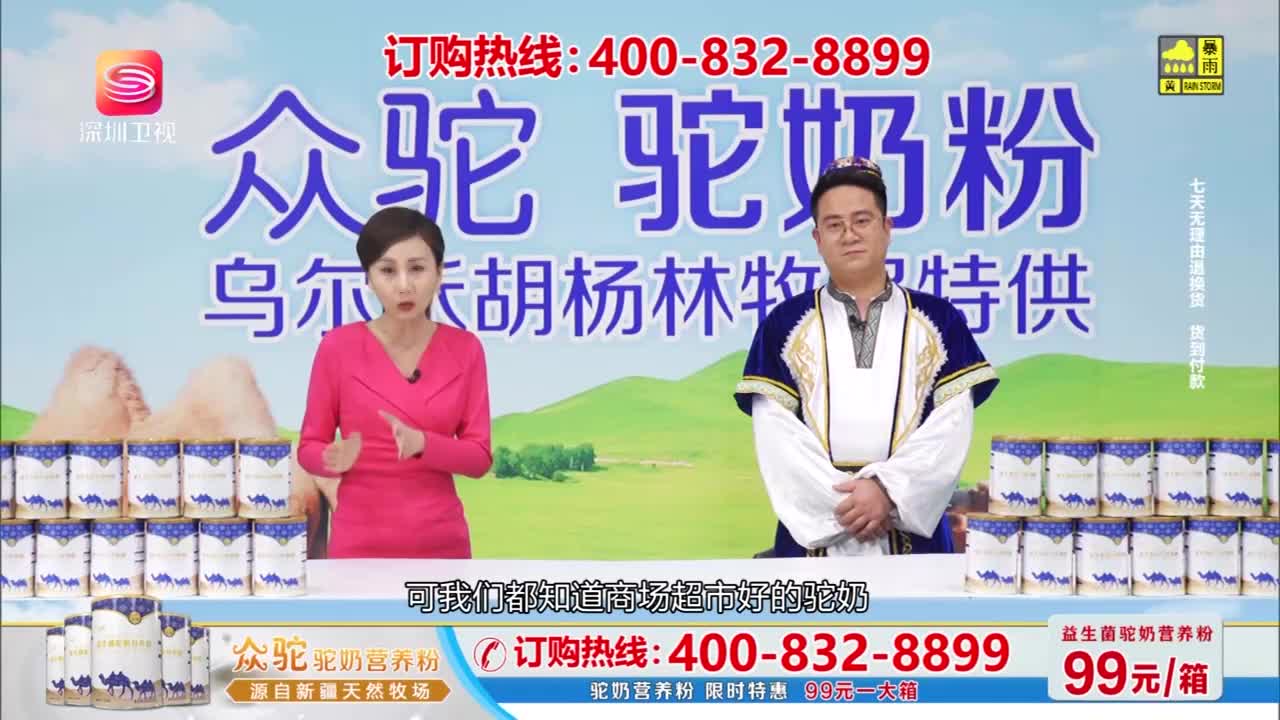 订购热线：400-832-8899
深圳卫视
暴雨
黄 RAIN STORM
众驼 驼奶粉
乌尔禾胡杨林牧场特供
七天无理由退换货 货到付款
可我们都知道商场超市好的驼奶
众驼 驼奶营养粉
源自新疆天然牧场
订购热线：400-832-8899
驼奶营养粉 限时特惠 99元一大箱
益生菌驼奶营养粉
99元/箱